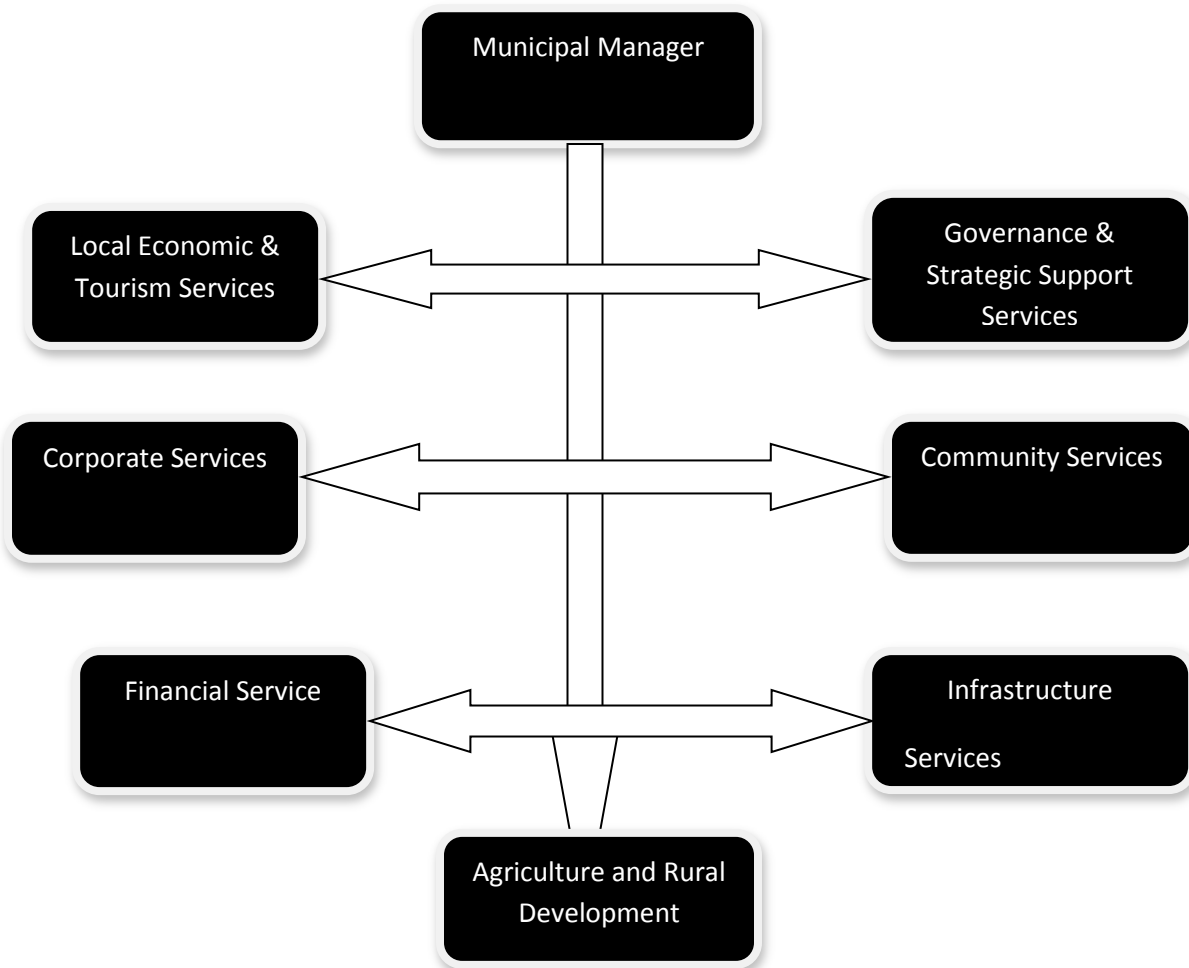 Municipal Manager
Local Economic &
Tourism Services
Governance &
Strategic Support
Services
Corporate Services
Community Services
Financial Service
Infrastructure
Services
Agriculture and Rural
Development